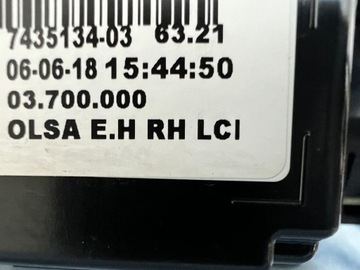 7435134-03 63.21
06-06-18 15:44:50
03.700.000
OLSA E.H RH LCI